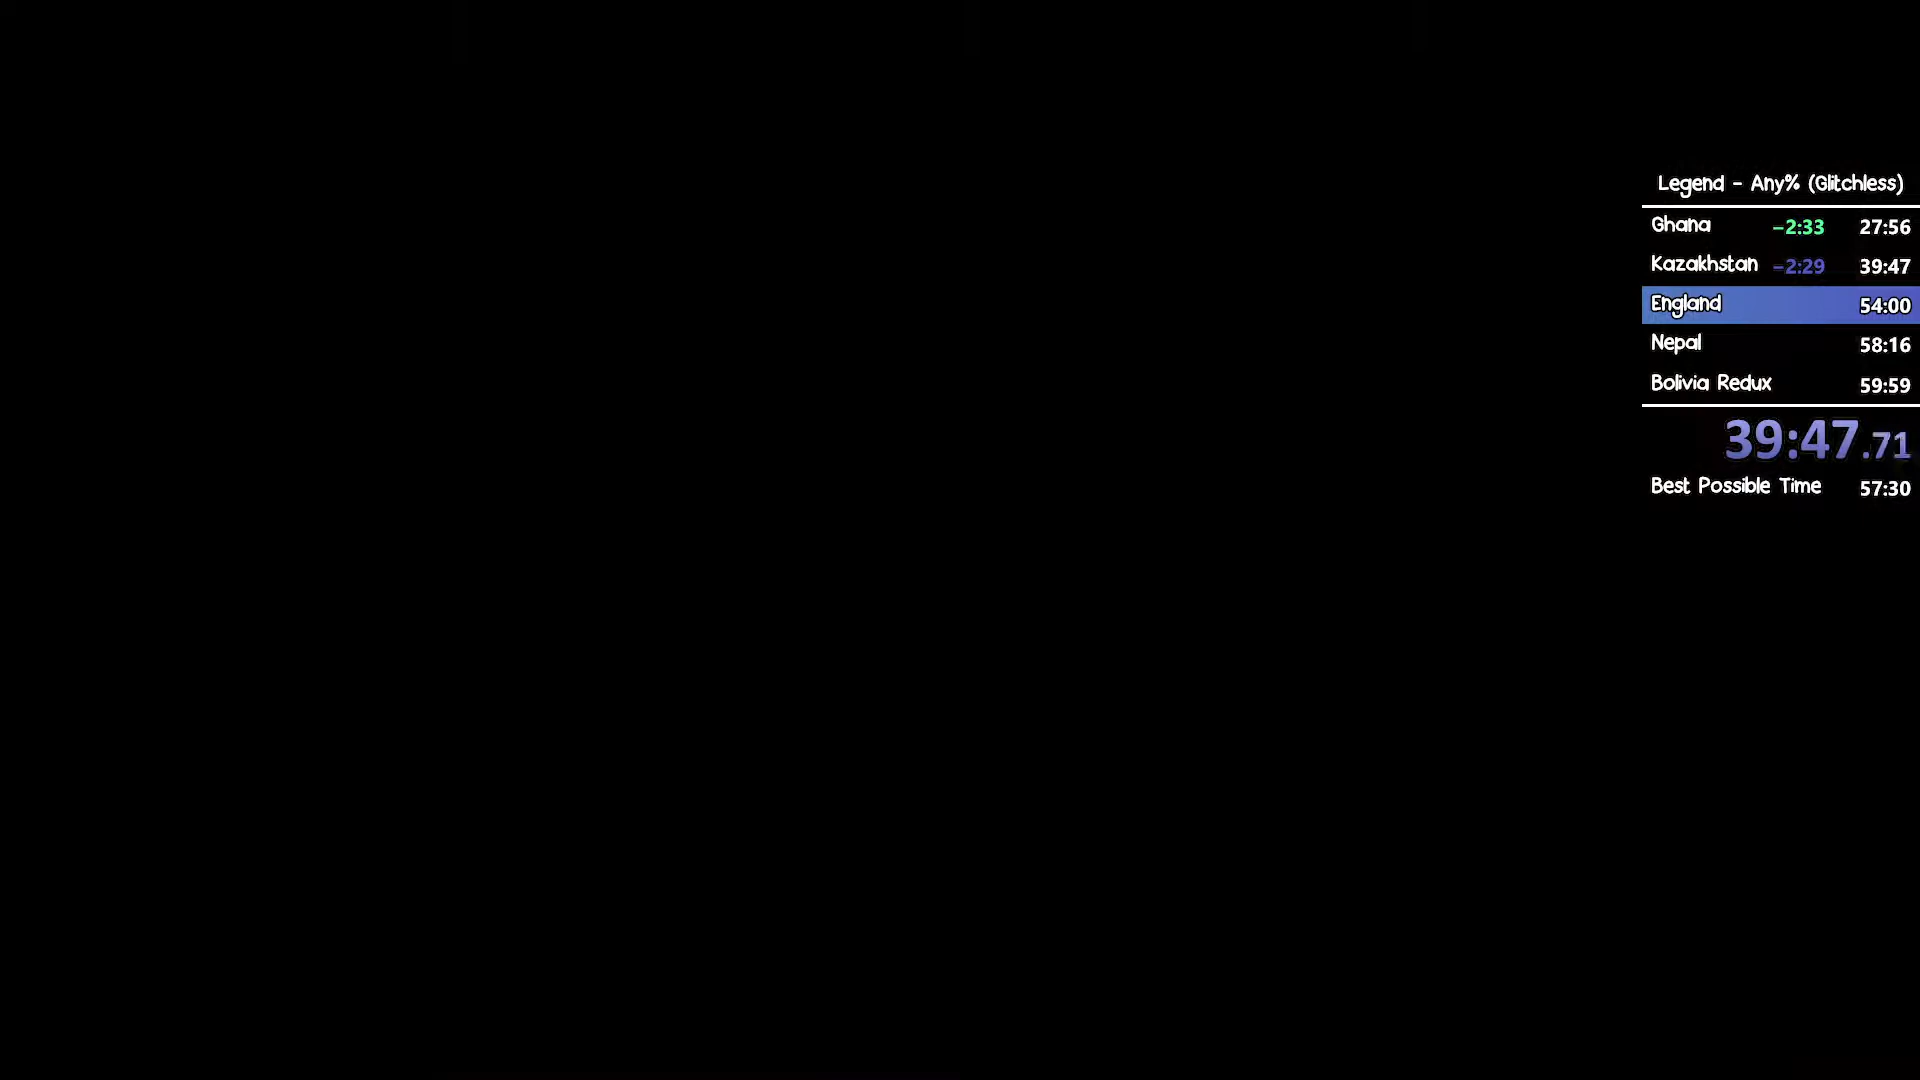 Legend - Any% (Glitchless)
Ghana -2:33 27:56
Kazakhstan -2:29 39:47
England 54:00
Nepal 58:16
Bolivia Redux 59:59
39:47.71
Best Possible Time 57:30